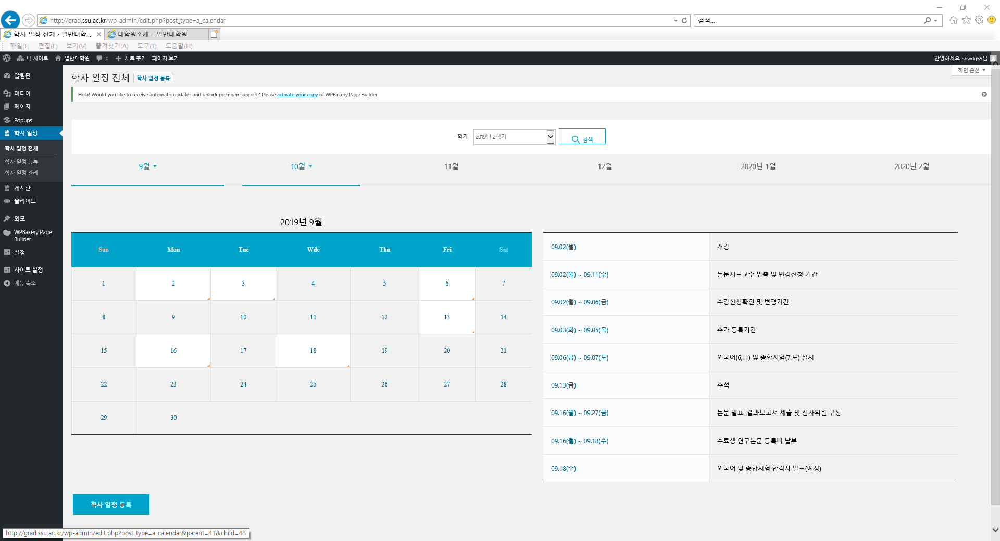 http://grad.ssu.ac.kr/wp-admin/edit.php?post_type=a_calendar
검색...
학사 일정 전체 ‹ 일반대학...
대학원소개 – 일반대학원
파일(F) 편집(E) 보기(V) 즐겨찾기(A) 도구(T) 도움말(H)
내 사이트 일반대학원 0 새로 추가 페이지 보기
안녕하세요. shwdg55님
화면 옵션
알림판
미디어
페이지
Popups
학사 일정
학사 일정 전체
학사 일정 등록
학사 일정 관리
게시판
슬라이드
외모
WPBakery Page
Builder
설정
사이트 설정
메뉴 축소
학사 일정 전체 학사 일정 등록
Hola! Would you like to receive automatic updates and unlock premium support? Please activate your copy of WPBakery Page Builder.
학기 2019년 2학기 검색
9월 10월 11월 12월 2020년 1월 2020년 2월
2019년 9월
Sun Mon Tue Wde Thu Fri Sat
1 2 3 4 5 6 7
8 9 10 11 12 13 14
15 16 17 18 19 20 21
22 23 24 25 26 27 28
29 30
09.02(월) 개강
09.02(월) ~ 09.11(수) 논문지도교수 위촉 및 변경신청 기간
09.02(월) ~ 09.06(금) 수강신청확인 및 변경기간
09.03(화) ~ 09.05(목) 추가 등록기간
09.06(금) ~ 09.07(토) 외국어(6,금) 및 종합시험(7,토) 실시
09.13(금) 추석
09.16(월) ~ 09.27(금) 논문 발표, 결과보고서 제출 및 심사위원 구성
09.16(월) ~ 09.18(수) 수료생 연구논문 등록비 납부
09.18(수) 외국어 및 종합시험 합격자 발표(예정)
학사 일정 등록
http://grad.ssu.ac.kr/wp-admin/edit.php?post_type=a_calendar&parent=43&child=48